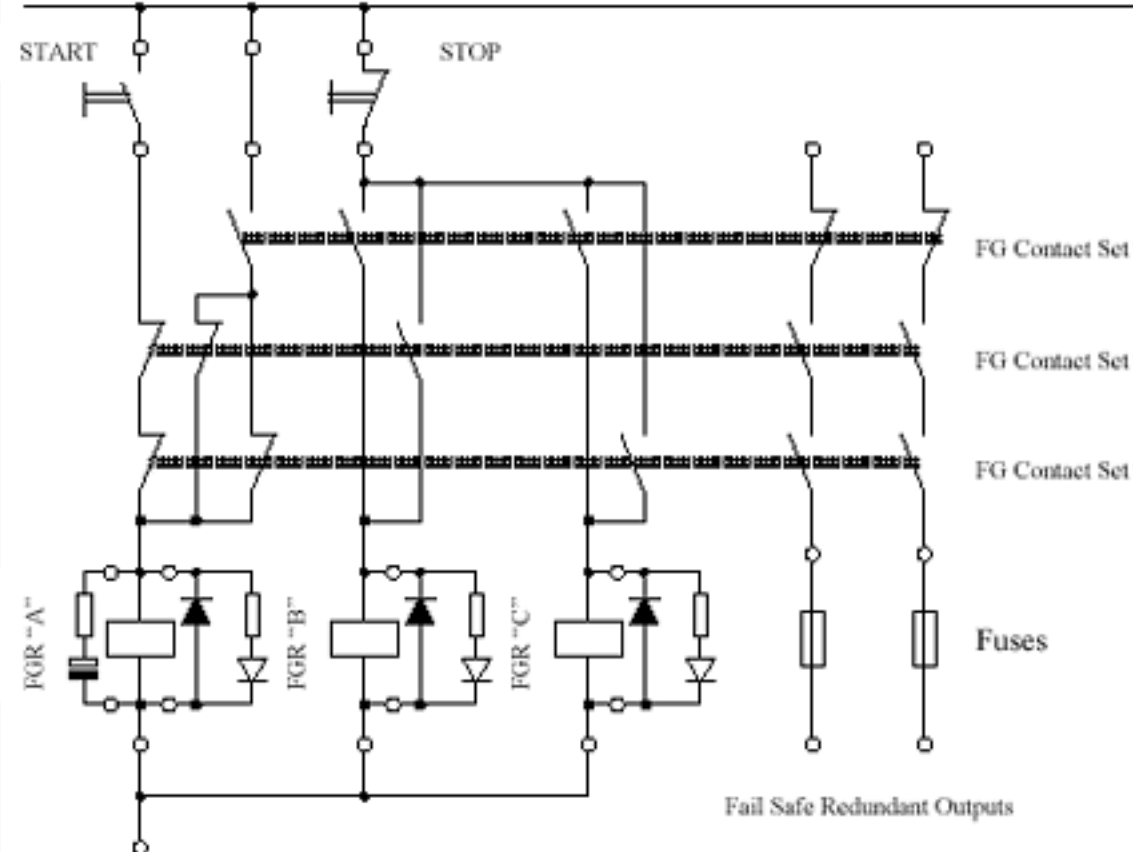 START
STOP
FG Contact Set
FG Contact Set
FG Contact Set
FGR “A”
FGR “B”
FGR “C”
Fuses
Fail Safe Redundant Outputs